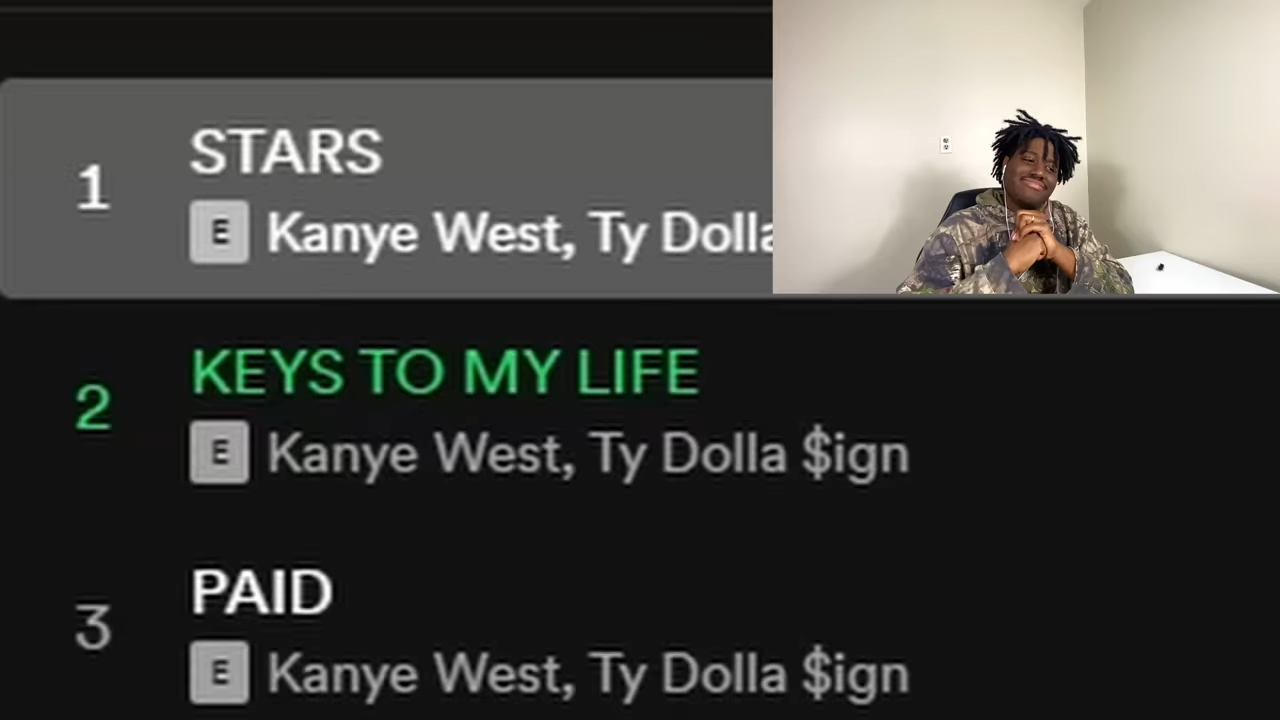 1
STARS
E Kanye West, Ty Dolla
2
KEYS TO MY LIFE
E Kanye West, Ty Dolla $ign
3
PAID
E Kanye West, Ty Dolla $ign